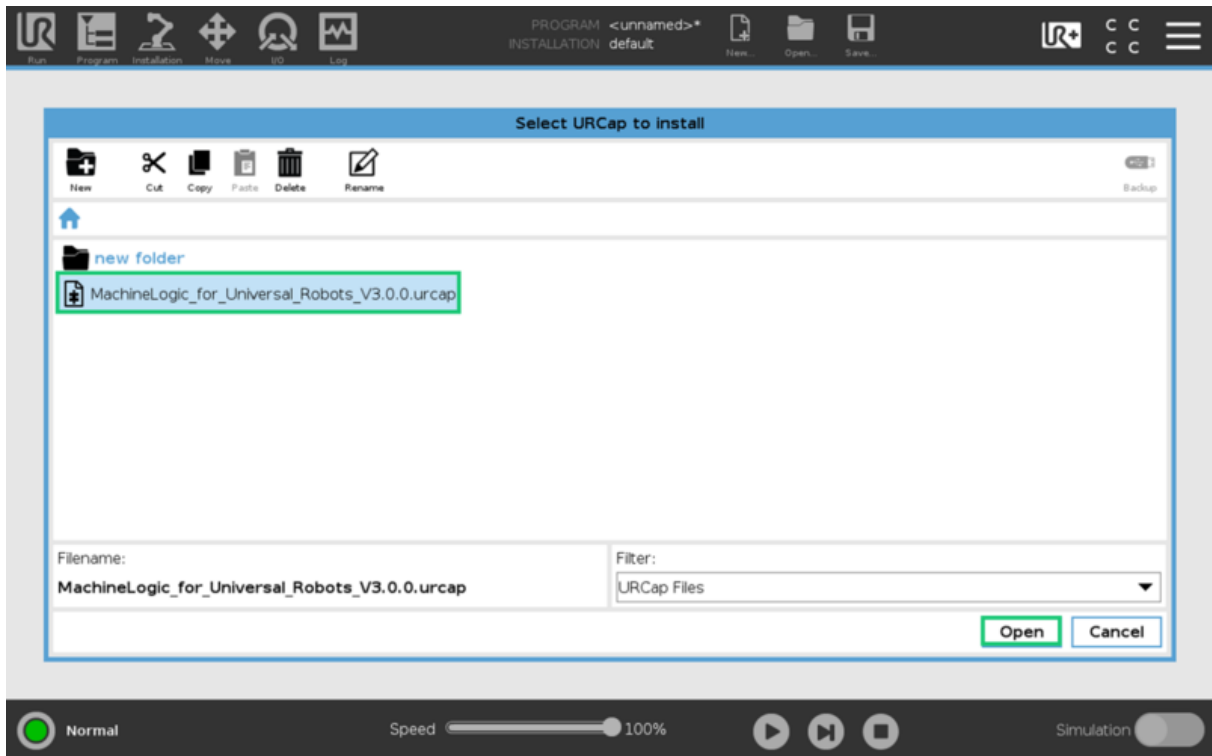 PROGRAM <unnamed>*
INSTALLATION default
Run Program Installation Move I/O Log New... Open... Save...
UR+ C C
C C
Select URCap to install
New Cut Copy Paste Delete Rename Backup
new folder
MachineLogic_for_Universal_Robots_V3.0.0.urcap
Filename: Filter:
MachineLogic_for_Universal_Robots_V3.0.0.urcap URCap Files
Open Cancel
Normal Speed 100% Simulation